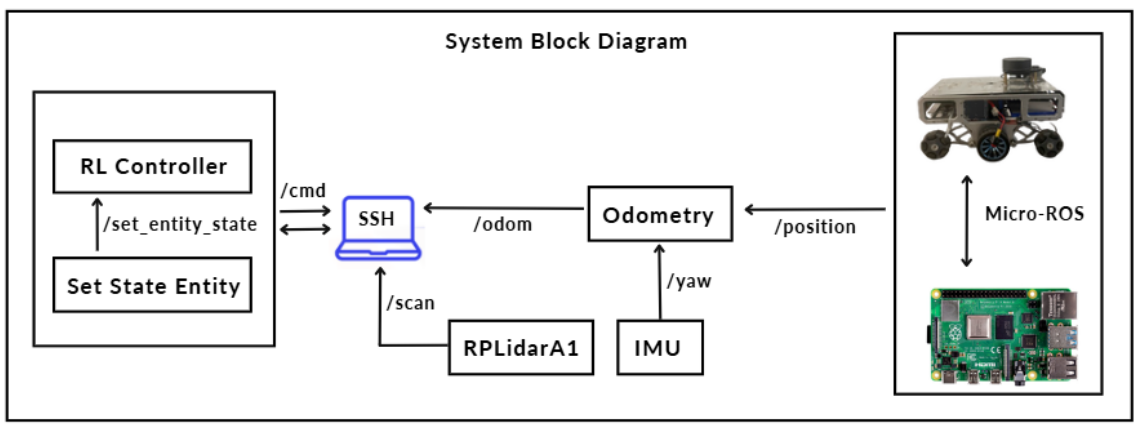 System Block Diagram
RL Controller
/set_entity_state
Set State Entity
/cmd
SSH
/scan
/odom
RPLidarA1
Odometry
/yaw
IMU
/position
Micro-ROS